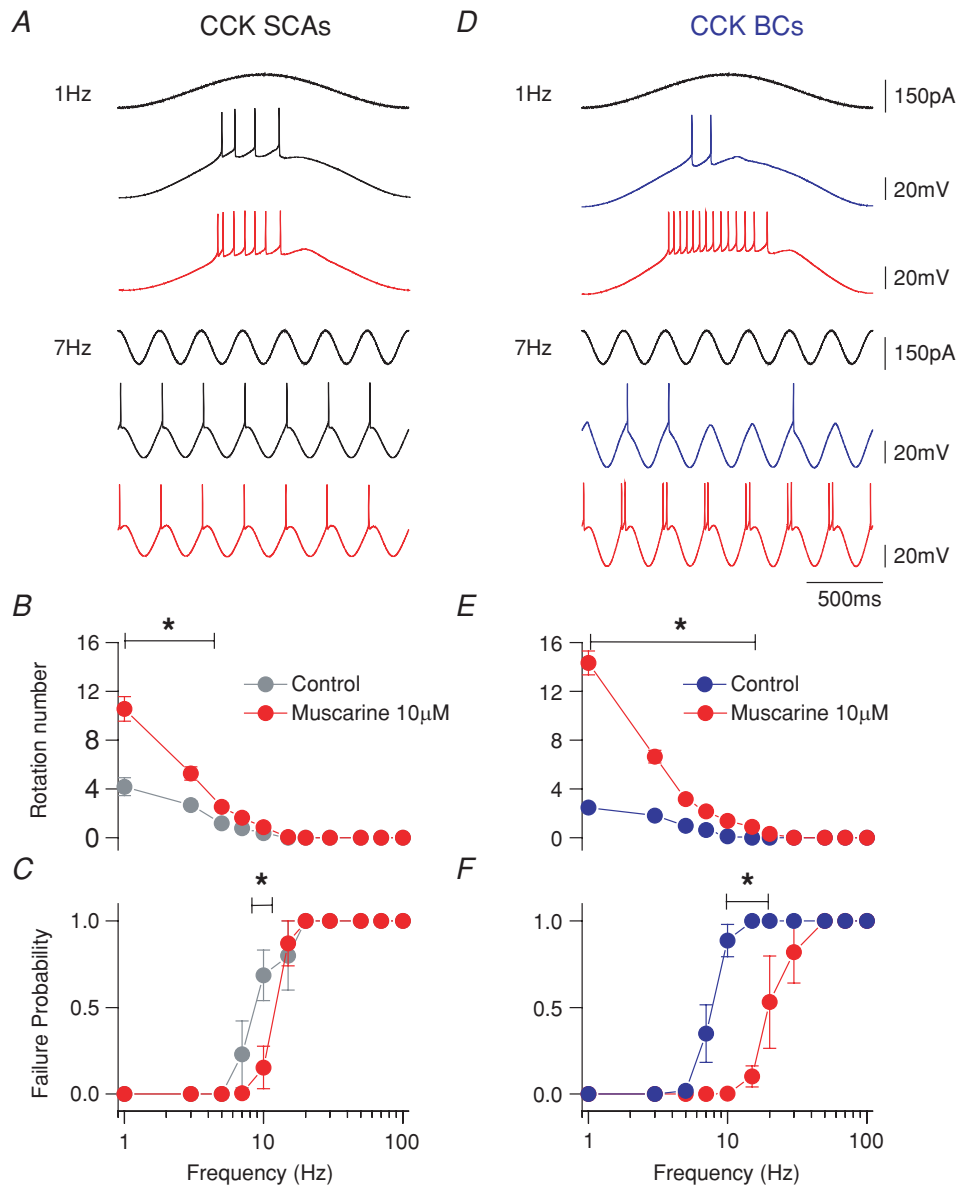 A CCK SCAs
1Hz
7Hz
D CCK BCs
1Hz
150pA
20mV
20mV
7Hz
150pA
20mV
20mV
500ms
B
*
Rotation number
16
12
8
4
0
Control
Muscarine 10μM
E
*
16
12
8
4
0
Control
Muscarine 10μM
C
*
Failure Probability
1.0
0.5
0.0
1 10 100
Frequency (Hz)
F
*
1.0
0.5
0.0
1 10 100
Frequency (Hz)